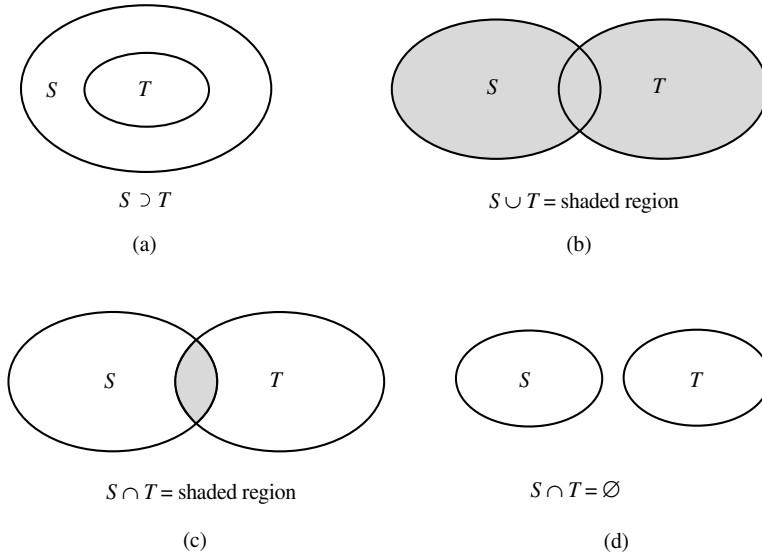 S T
S ⊃ T
(a)
S T
S ∪ T = shaded region
(b)
S T
S ∩ T = shaded region
(c)
S T
S ∩ T = ∅
(d)